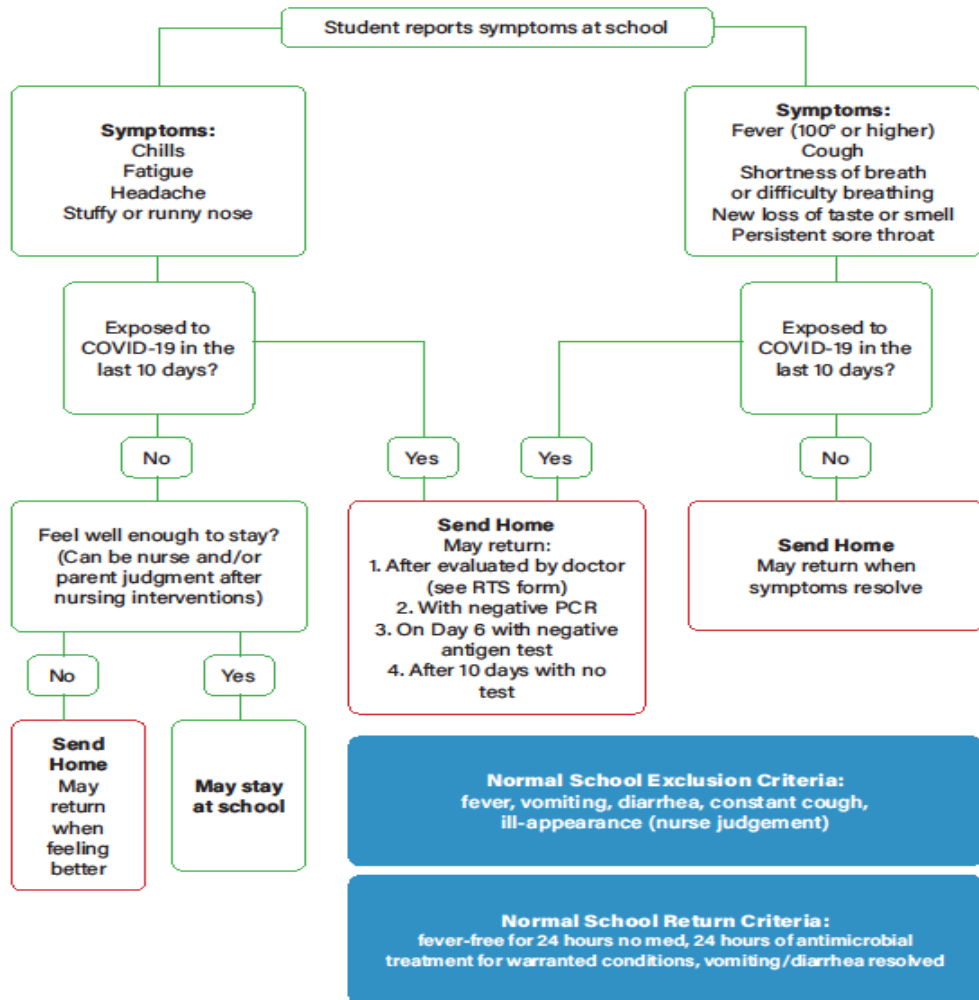 Student reports symptoms at school
Symptoms:
Chills
Fatigue
Headache
Stuffy or runny nose
Symptoms:
Fever (100° or higher)
Cough
Shortness of breath
or difficulty breathing
New loss of taste or smell
Persistent sore throat
Exposed to
COVID-19 in the
last 10 days?
Exposed to
COVID-19 in the
last 10 days?
No
Yes
Yes
No
Feel well enough to stay?
(Can be nurse and/or
parent judgment after
nursing interventions)
Send Home
May return:
1. After evaluated by doctor
(see RTS form)
2. With negative PCR
3. On Day 6 with negative
antigen test
4. After 10 days with no
test
Send Home
May return when
symptoms resolve
No
Yes
Send
Home
May
return
when
feeling
better
May stay
at school
Normal School Exclusion Criteria:
fever, vomiting, diarrhea, constant cough,
ill-appearance (nurse judgement)
Normal School Return Criteria:
fever-free for 24 hours no med, 24 hours of antimicrobial
treatment for warranted conditions, vomiting/diarrhea resolved